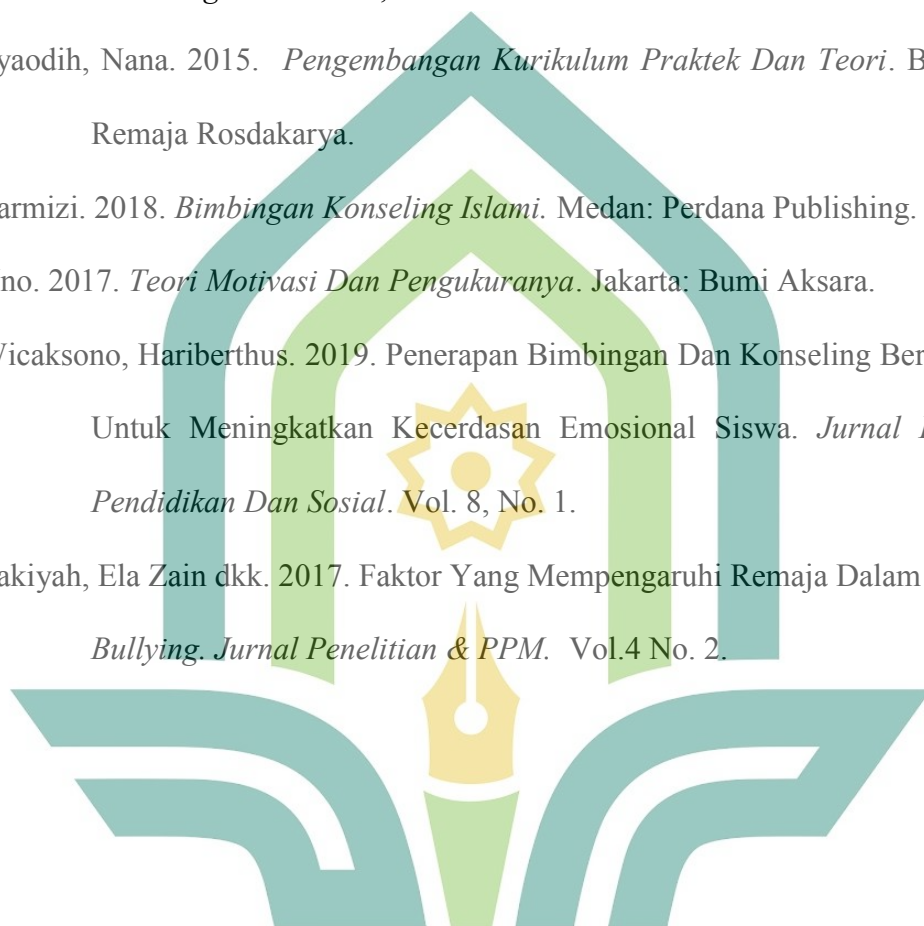 yaodih, Nana. 2015. Pengembangan Kurikulum Praktek Dan Teori. B
Remaja Rosdakarya.
armizi. 2018. Bimbingan Konseling Islami. Medan: Perdana Publishing.
no. 2017. Teori Motivasi Dan Pengukuranya. Jakarta: Bumi Aksara.
Vicaksono, Hariberthus. 2019. Penerapan Bimbingan Dan Konseling Ber
Untuk Meningkatkan Kecerdasan Emosional Siswa. Jurnal
Pendidikan Dan Sosial. Vol. 8, No. 1.
akiyah, Ela Zain dkk. 2017. Faktor Yang Mempengaruhi Remaja Dalam
Bullying. Jurnal Penelitian & PPM. Vol.4 No. 2.